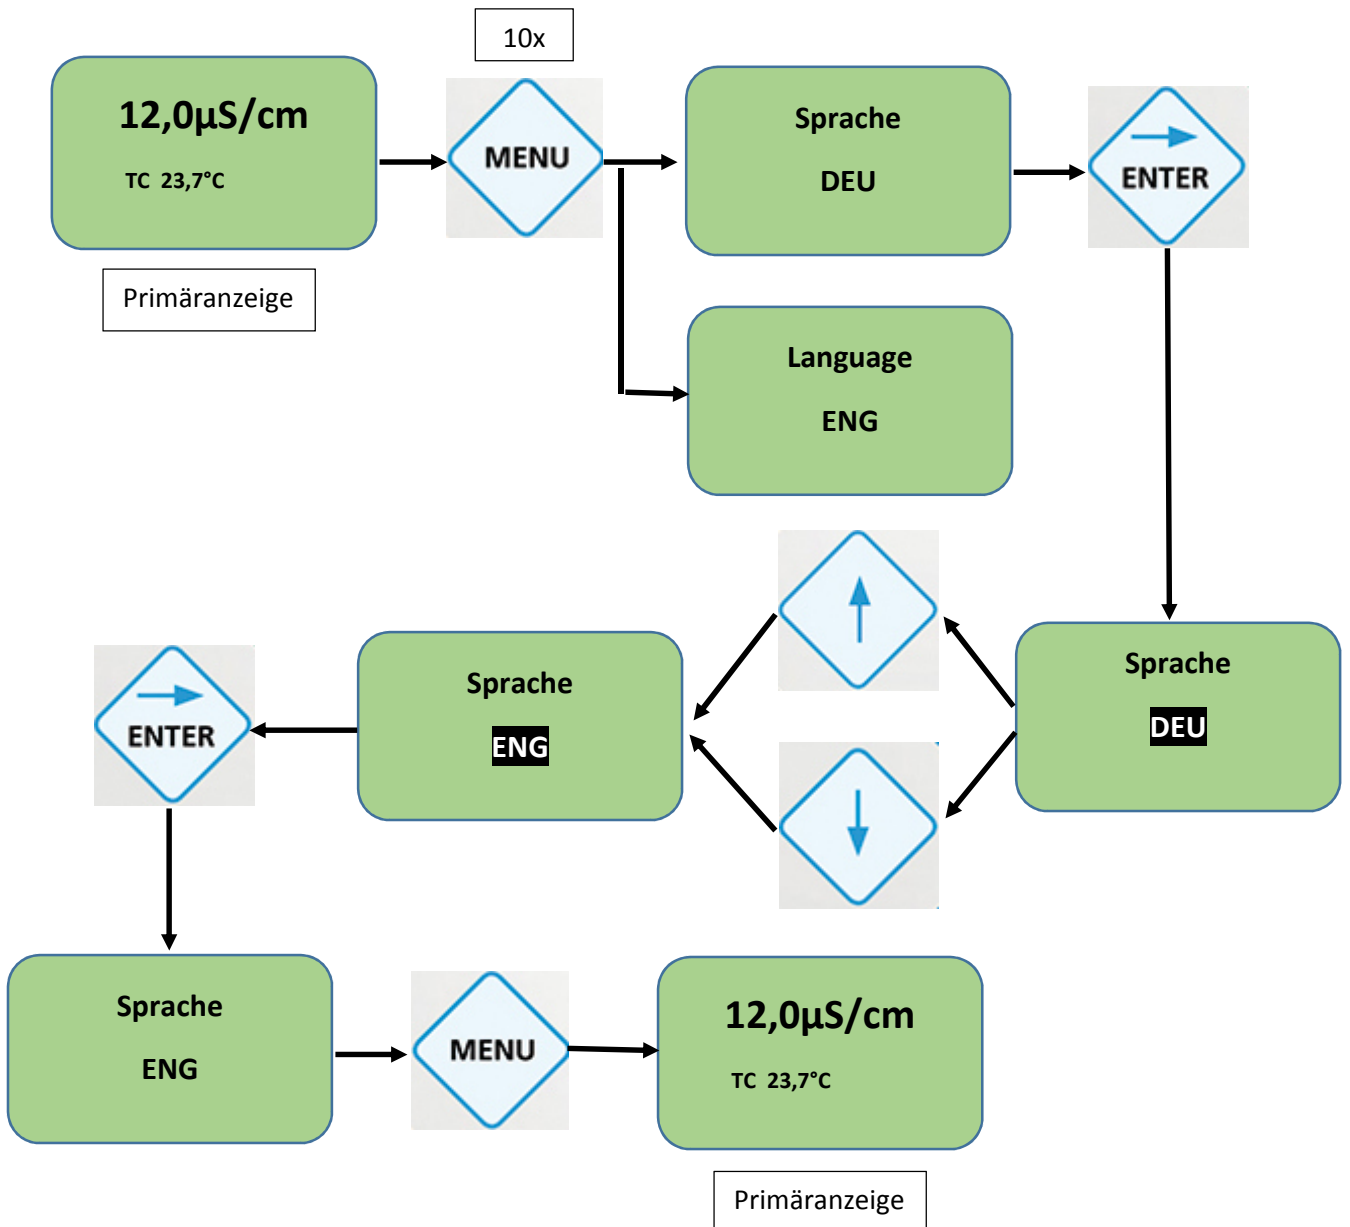 10x
12,0µS/cm
TC 23,7°C
Primäranzeige
MENU
Sprache
DEU
ENTER
Language
ENG
Sprache
DEU
Sprache
ENG
ENTER
Sprache
ENG
MENU
12,0µS/cm
TC 23,7°C
Primäranzeige